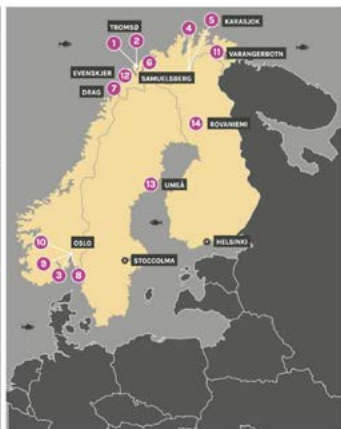 TROMSØ
1
2
4
5
KARASJOK
6
11
VARANGERBOTN
EVENSKJER
12
SAMUELSBERG
DRAG
7
14
ROVANIEMI
13
UMEÅ
10
OSLO
HELSINKI
STOCCOLMA
9
3
8